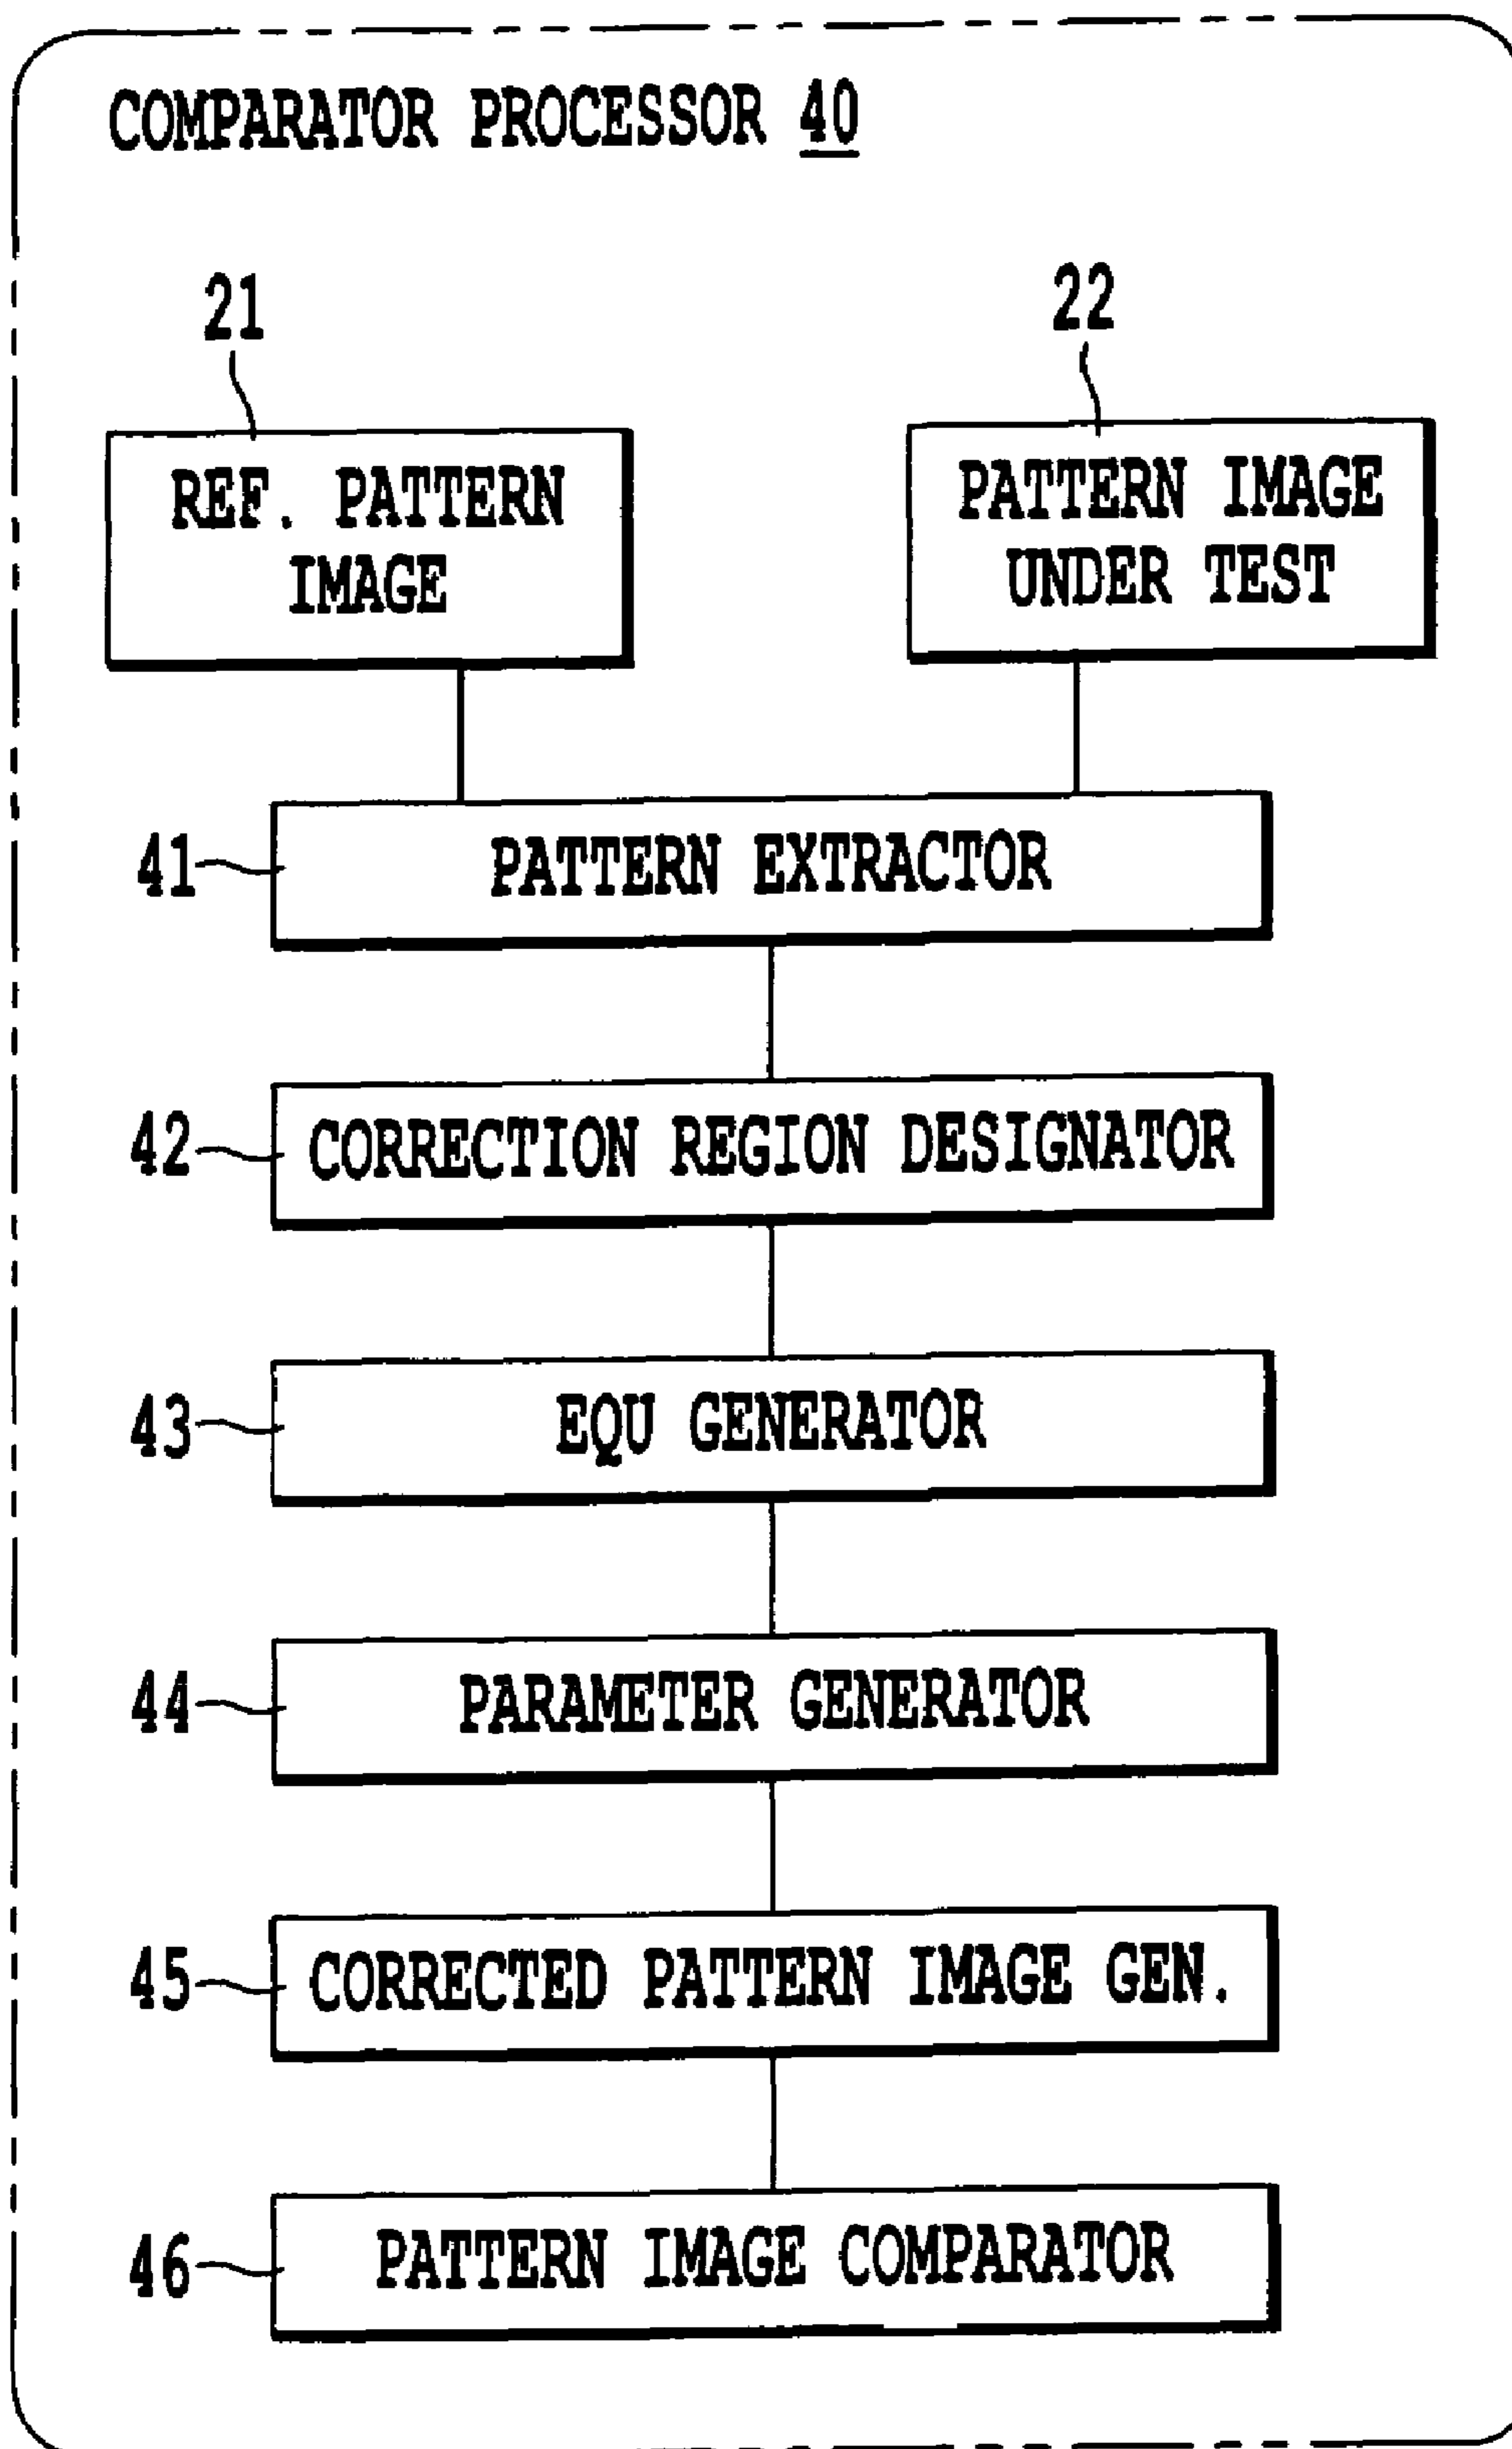 COMPARATOR PROCESSOR 40
21
22
REF. PATTERN
IMAGE
PATTERN IMAGE
UNDER TEST
41
PATTERN EXTRACTOR
42
CORRECTION REGION DESIGNATOR
43
EQU GENERATOR
44
PARAMETER GENERATOR
45
CORRECTED PATTERN IMAGE GEN.
46
PATTERN IMAGE COMPARATOR